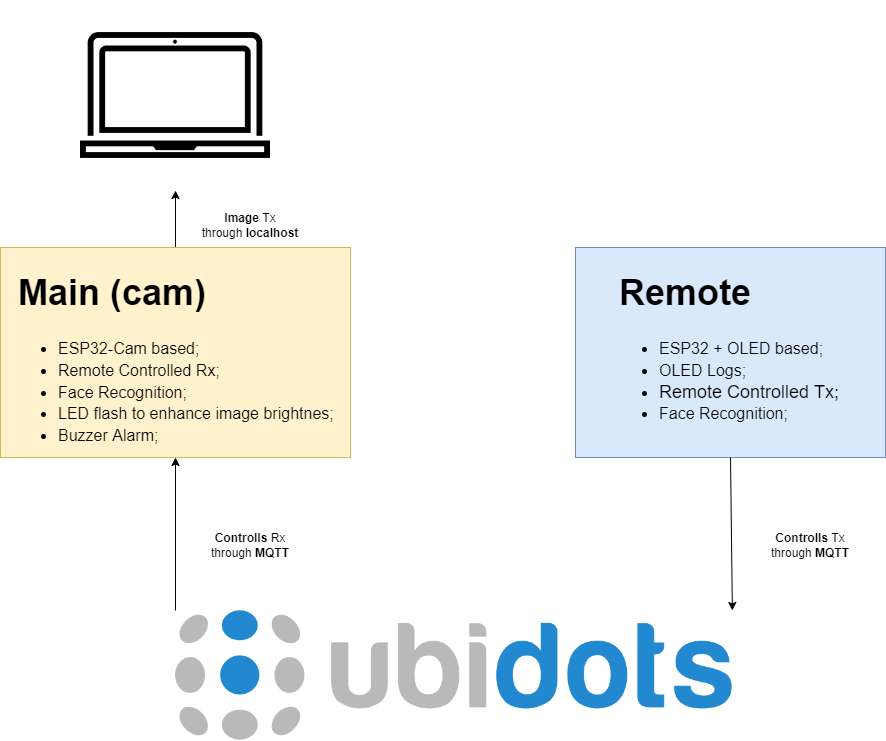 Image Tx
through localhost
Main (cam)
• ESP32-Cam based;
• Remote Controlled Rx;
• Face Recognition;
• LED flash to enhance image brightnes;
• Buzzer Alarm;
Remote
• ESP32 + OLED based;
• OLED Logs;
• Remote Controlled Tx;
• Face Recognition;
Controlls Rx
through MQTT
Controlls Tx
through MQTT
ubidots